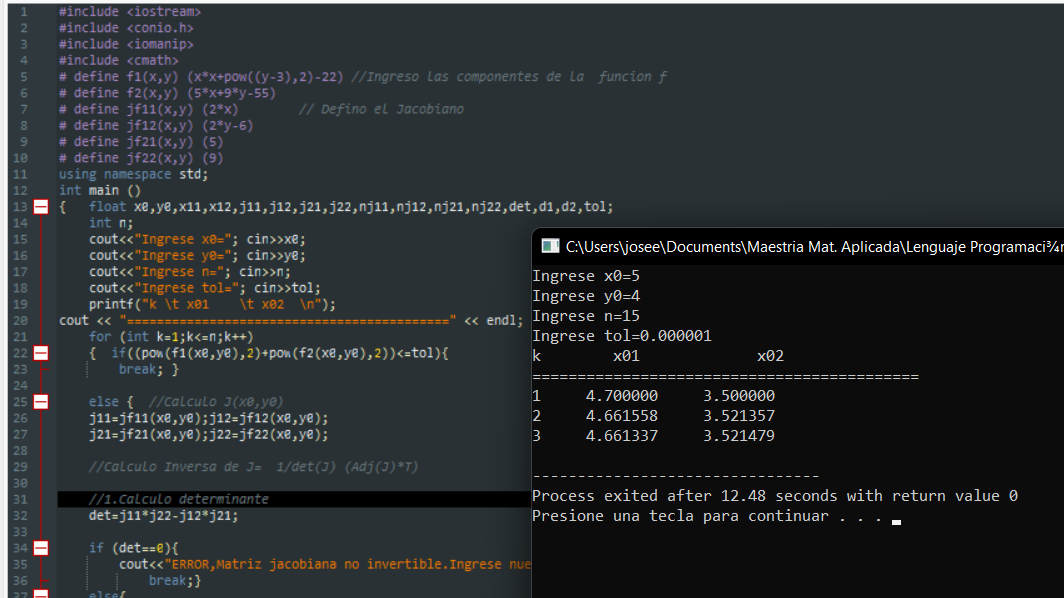 1 #include <iostream>
2 #include <conio.h>
3 #include <iomanip>
4 #include <cmath>
5 # define f1(x,y) (x*x+pow((y-3),2)-22) //Ingreso las componentes de la  funcion f
6 # define f2(x,y) (5*x+9*y-55)
7 # define jf11(x,y) (2*x)        // Defino el Jacobiano
8 # define jf12(x,y) (2*y-6)
9 # define jf21(x,y) (5)
10 # define jf22(x,y) (9)
11 using namespace std;
12 int main ()
13 {   float x0,y0,x11,x12,j11,j12,j21,j22,nj11,nj12,nj21,nj22,det,d1,d2,tol;
14 int n;
15 cout<<"Ingrese x0="; cin>>x0;
16 cout<<"Ingrese y0="; cin>>y0;
17 cout<<"Ingrese n="; cin>>n;
18 cout<<"Ingrese tol="; cin>>tol;
19 printf("k \t x01    \t x02  \n");
20 cout << "===========================================" << endl;
21 for (int k=1;k<=n;k++)
22 {  if((pow(f1(x0,y0),2)+pow(f2(x0,y0),2))<=tol){
23 break; }
24
25 else {  //Calculo J(x0,y0)
26 j11=jf11(x0,y0);j12=jf12(x0,y0);
27 j21=jf21(x0,y0);j22=jf22(x0,y0);
28
29 //Calculo Inversa de J=  1/det(J) (Adj(J)*T)
30
31 //1.Calculo determinante
32 det=j11*j22-j12*j21;
33
34 if (det==0){
35 cout<<"ERROR,Matriz jacobiana no invertible.Ingrese nue
36 break;}
37 else{
C:\Users\josee\Documents\Maestria Mat. Aplicada\Lenguaje Programaci¾r
Ingrese x0=5
Ingrese y0=4
Ingrese n=15
Ingrese tol=0.000001
k        x01             x02
===========================================
1     4.700000     3.500000
2     4.661558     3.521357
3     4.661337     3.521479
--------------------------------
Process exited after 12.48 seconds with return value 0
Presione una tecla para continuar . . .